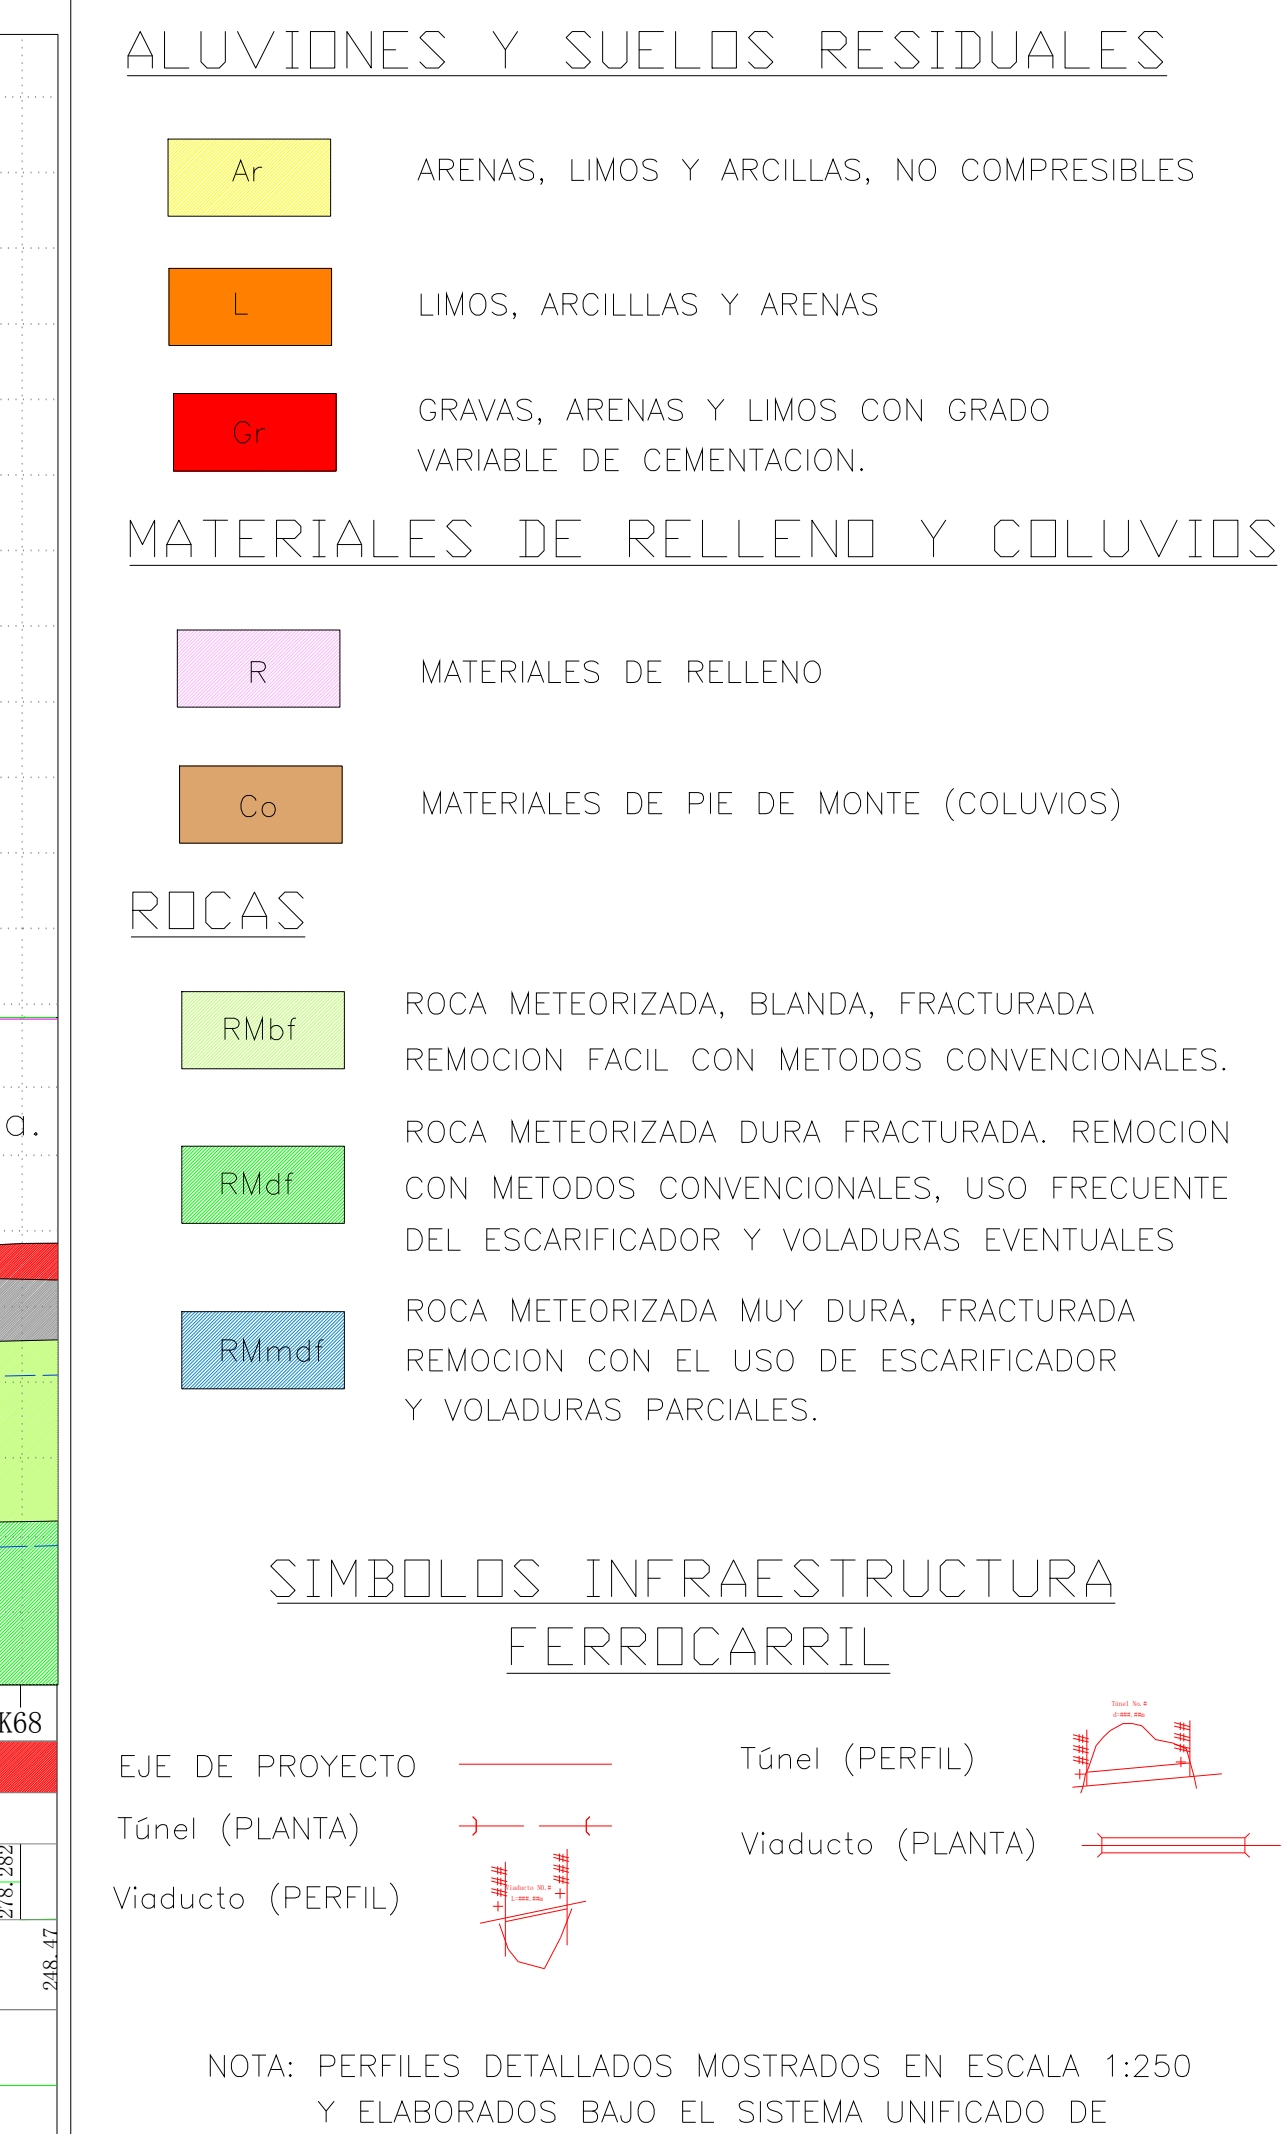 ALUVIONES Y SUELOS RESIDUALES
Ar ARENAS, LIMOS Y ARCILLAS, NO COMPRESIBLES
L LIMOS, ARCILLLAS Y ARENAS
Gr GRAVAS, ARENAS Y LIMOS CON GRADO
VARIABLE DE CEMENTACION.
MATERIALES DE RELLENO Y COLUVIOS
R MATERIALES DE RELLENO
Co MATERIALES DE PIE DE MONTE (COLUVIOS)
ROCAS
RMbf ROCA METEORIZADA, BLANDA, FRACTURADA
REMOCION FACIL CON METODOS CONVENCIONALES.
a.
RMdf ROCA METEORIZADA DURA FRACTURADA. REMOCION
CON METODOS CONVENCIONALES, USO FRECUENTE
DEL ESCARIFICADOR Y VOLADURAS EVENTUALES
RMmdf ROCA METEORIZADA MUY DURA, FRACTURADA
REMOCION CON EL USO DE ESCARIFICADOR
Y VOLADURAS PARCIALES.
SIMBOLOS INFRAESTRUCTURA
FERROCARRIL
K68
EJE DE PROYECTO
Túnel (PERFIL)
Túnel No.#
d=###.##m
Túnel (PLANTA)
Viaducto (PLANTA)
Viaducto (PERFIL)
Viaducto NO.#
L=###.##m
278.282
248.47
NOTA: PERFILES DETALLADOS MOSTRADOS EN ESCALA 1:250
Y ELABORADOS BAJO EL SISTEMA UNIFICADO DE